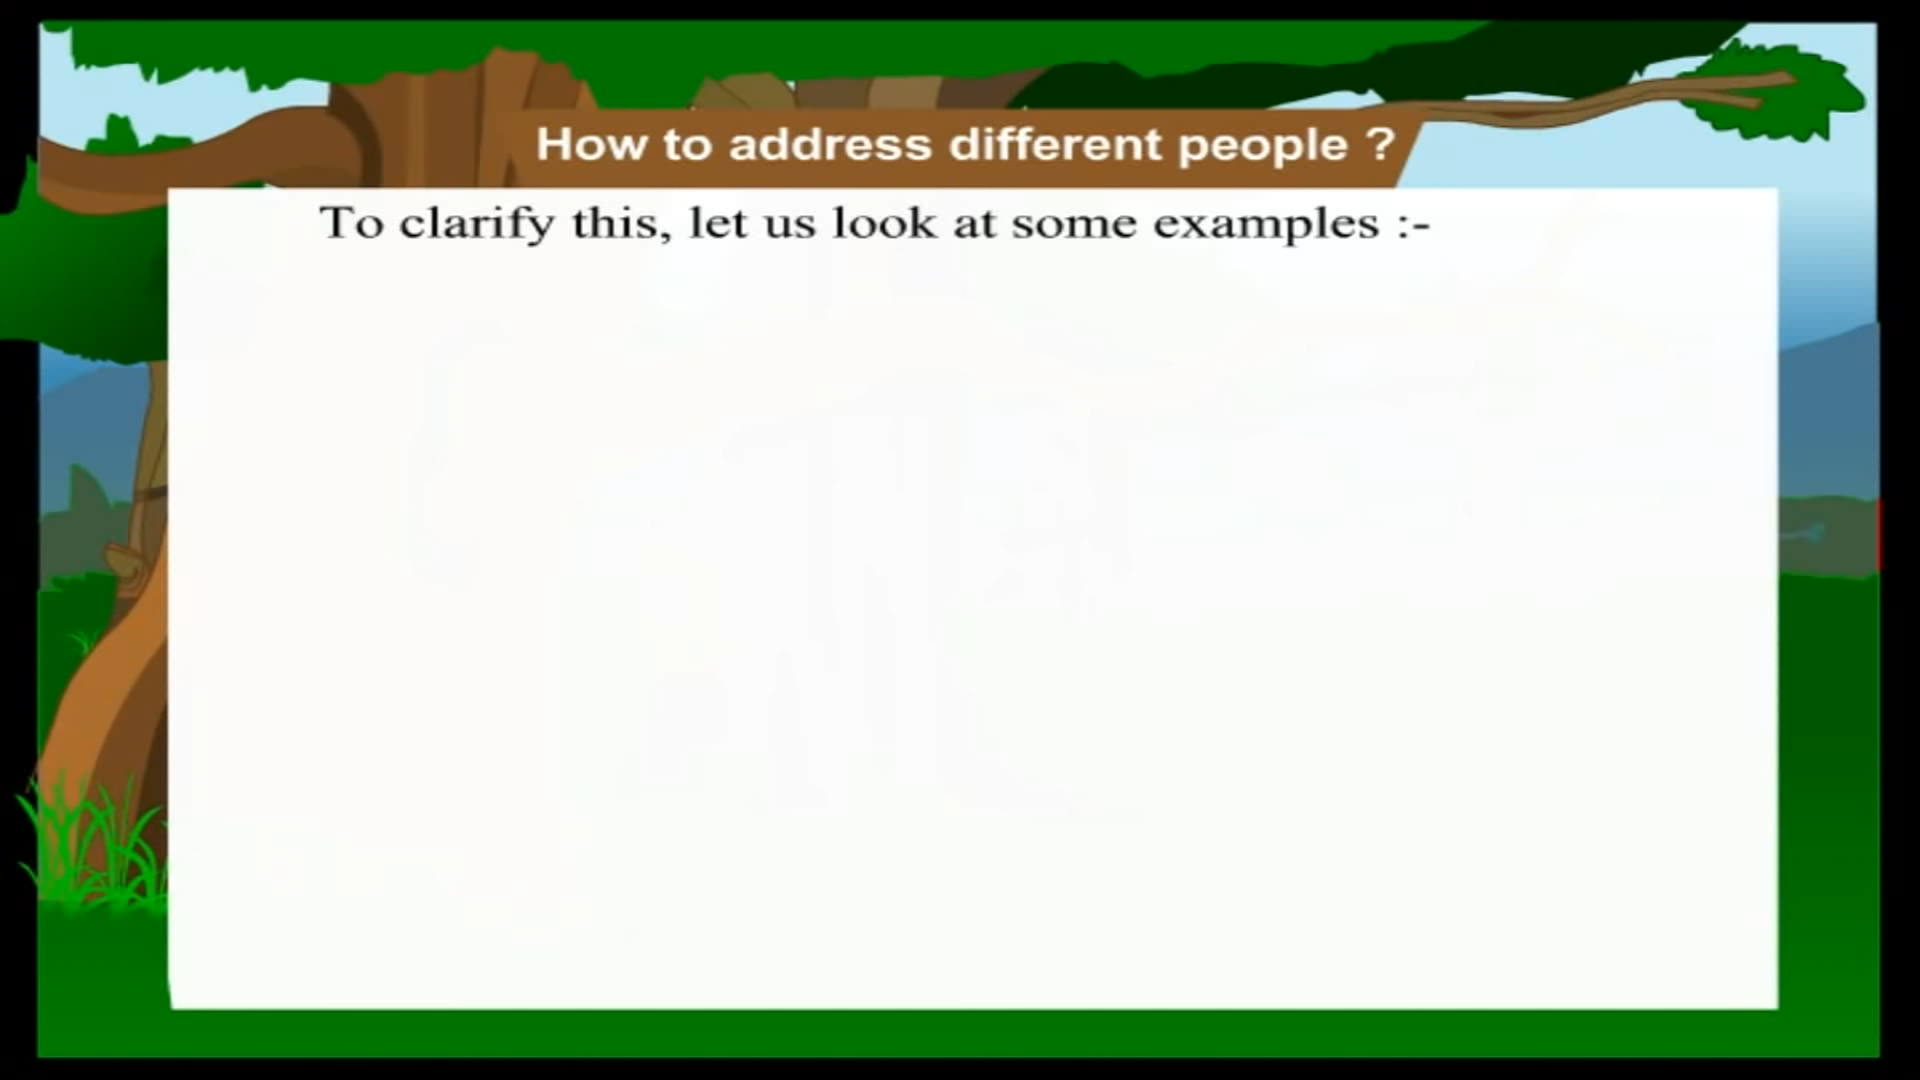 How to address different people ?
To clarify this, let us look at some examples :-